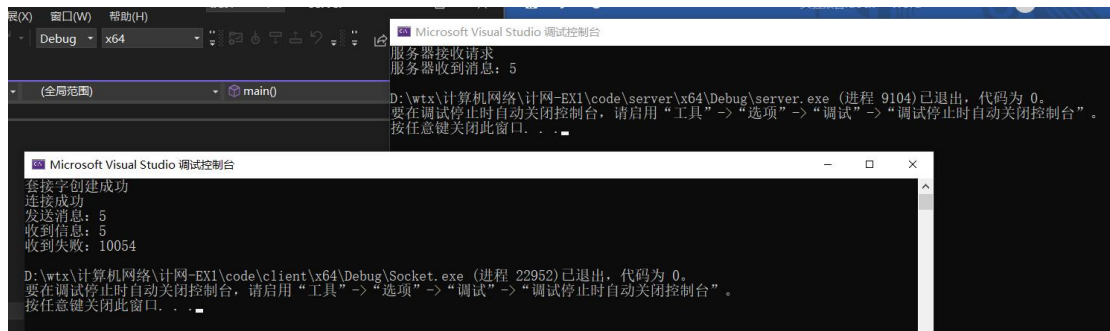 展(X) 窗口(W) 帮助(H)
Debug x64
(全局范围) main()
Microsoft Visual Studio 调试控制台
服务器接收请求
服务器收到消息：5
D:\wtx\计算机网络\计网-EX1\code\server\x64\Debug\server.exe (进程 9104)已退出，代码为 0。
要在调试停止时自动关闭控制台，请启用“工具”->“选项”->“调试”->“调试停止时自动关闭控制台”。
按任意键关闭此窗口. . .
Microsoft Visual Studio 调试控制台
套接字创建成功
连接成功
发送消息：5
收到信息：5
收到失败：10054
D:\wtx\计算机网络\计网-EX1\code\client\x64\Debug\Socket.exe (进程 22952)已退出，代码为 0。
要在调试停止时自动关闭控制台，请启用“工具”->“选项”->“调试”->“调试停止时自动关闭控制台”。
按任意键关闭此窗口. . .